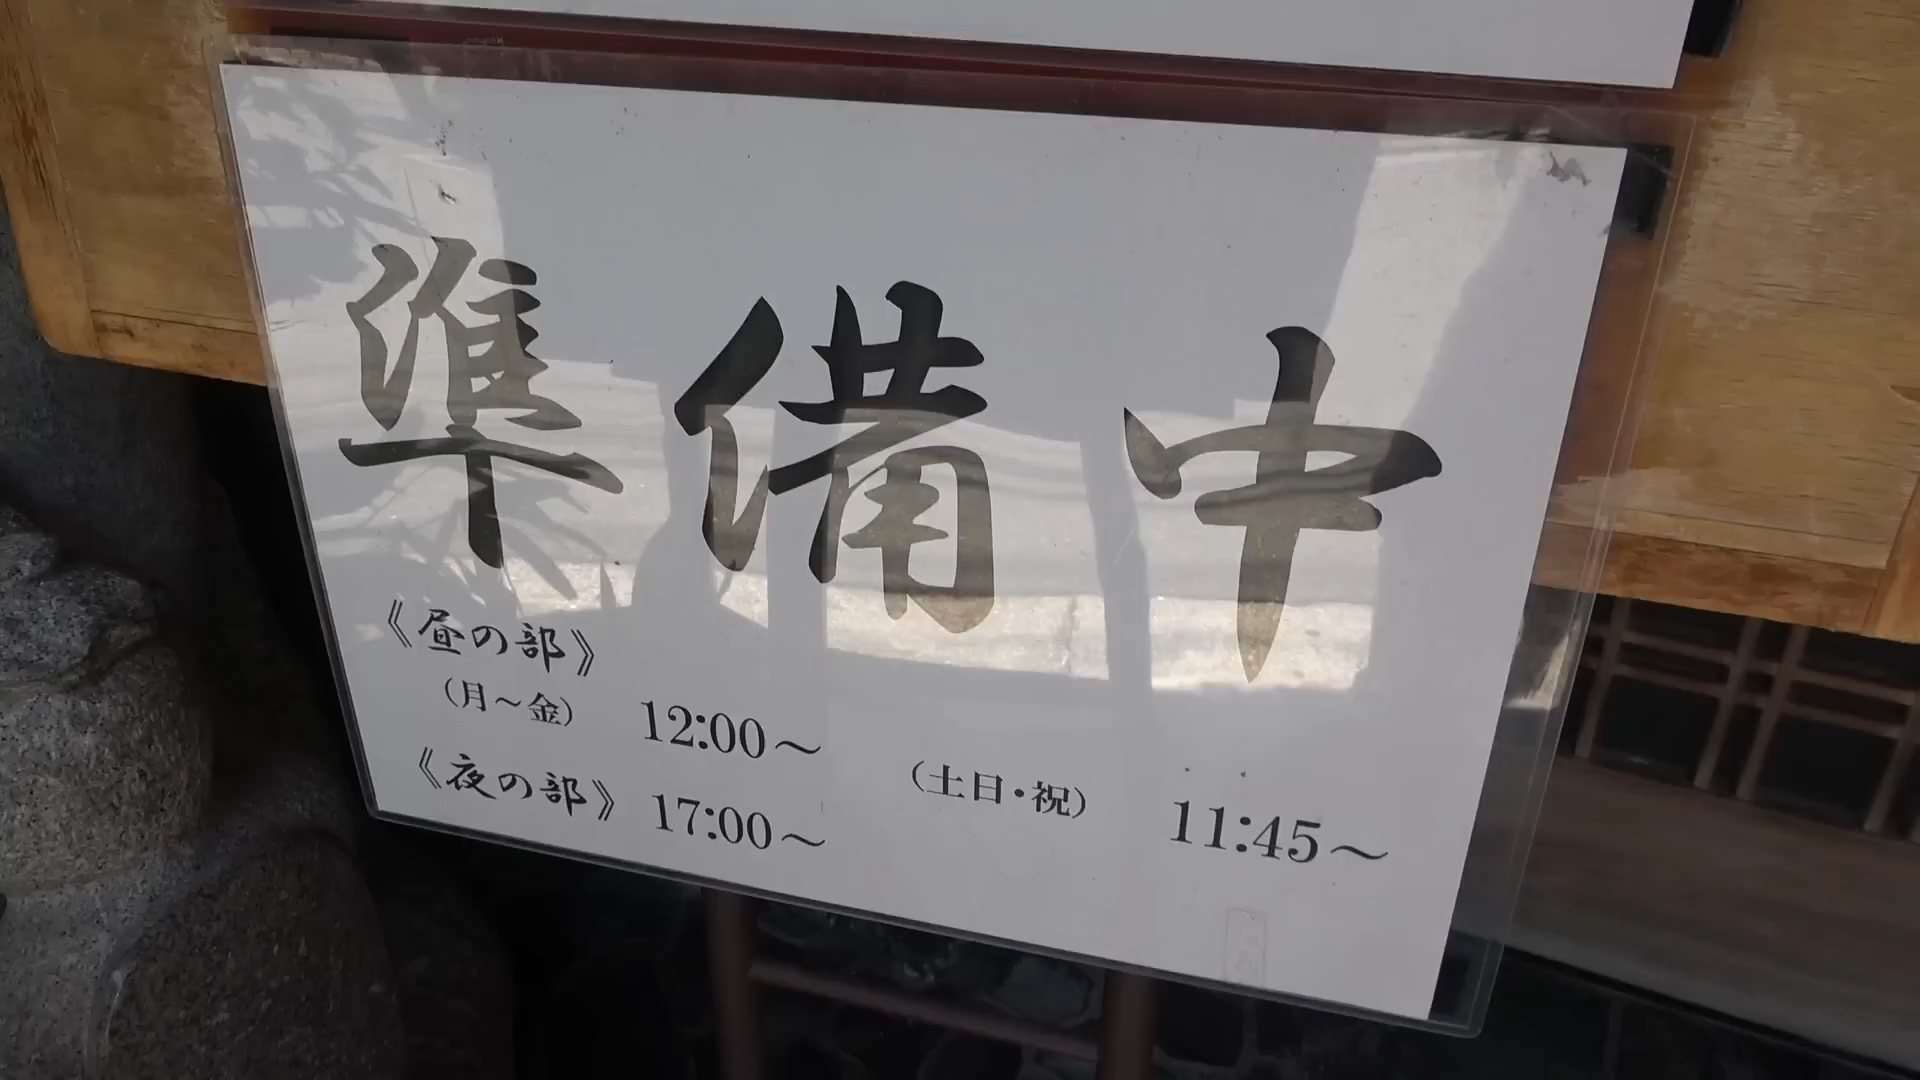 準備中
《昼の部》
（月～金） 12:00～ （土日・祝） 11:45～
《夜の部》 17:00～